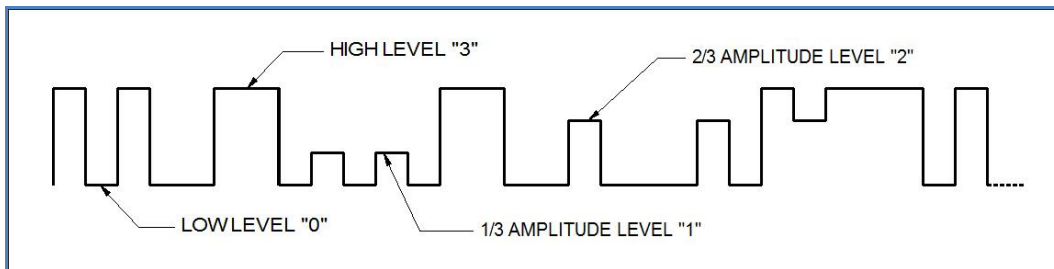 HIGH LEVEL "3"
2/3 AMPLITUDE LEVEL "2"
LOW LEVEL "0"
1/3 AMPLITUDE LEVEL "1"